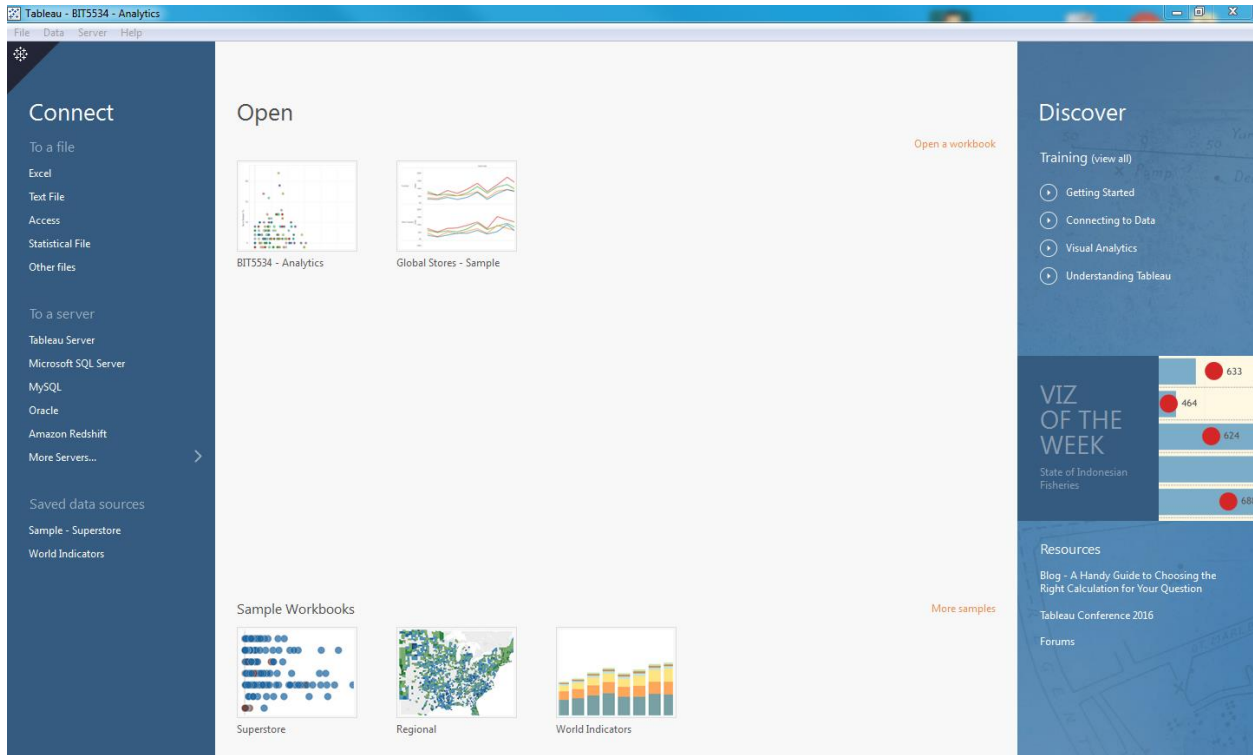 Tableau - BIT5534 - Analytics
File Data Server Help
Connect
To a file
Excel
Text File
Access
Statistical File
Other files
To a server
Tableau Server
Microsoft SQL Server
MySQL
Oracle
Amazon Redshift
More Servers...
Saved data sources
Sample - Superstore
World Indicators
Open
Open a workbook
BIT5534 - Analytics
Global Stores - Sample
Sample Workbooks
More samples
Superstore
Regional
World Indicators
Discover
Training (view all)
Getting Started
Connecting to Data
Visual Analytics
Understanding Tableau
VIZ
OF THE
WEEK
State of Indonesian
Fisheries
633
464
624
Resources
Blog - A Handy Guide to Choosing the
Right Calculation for Your Question
Tableau Conference 2016
Forums